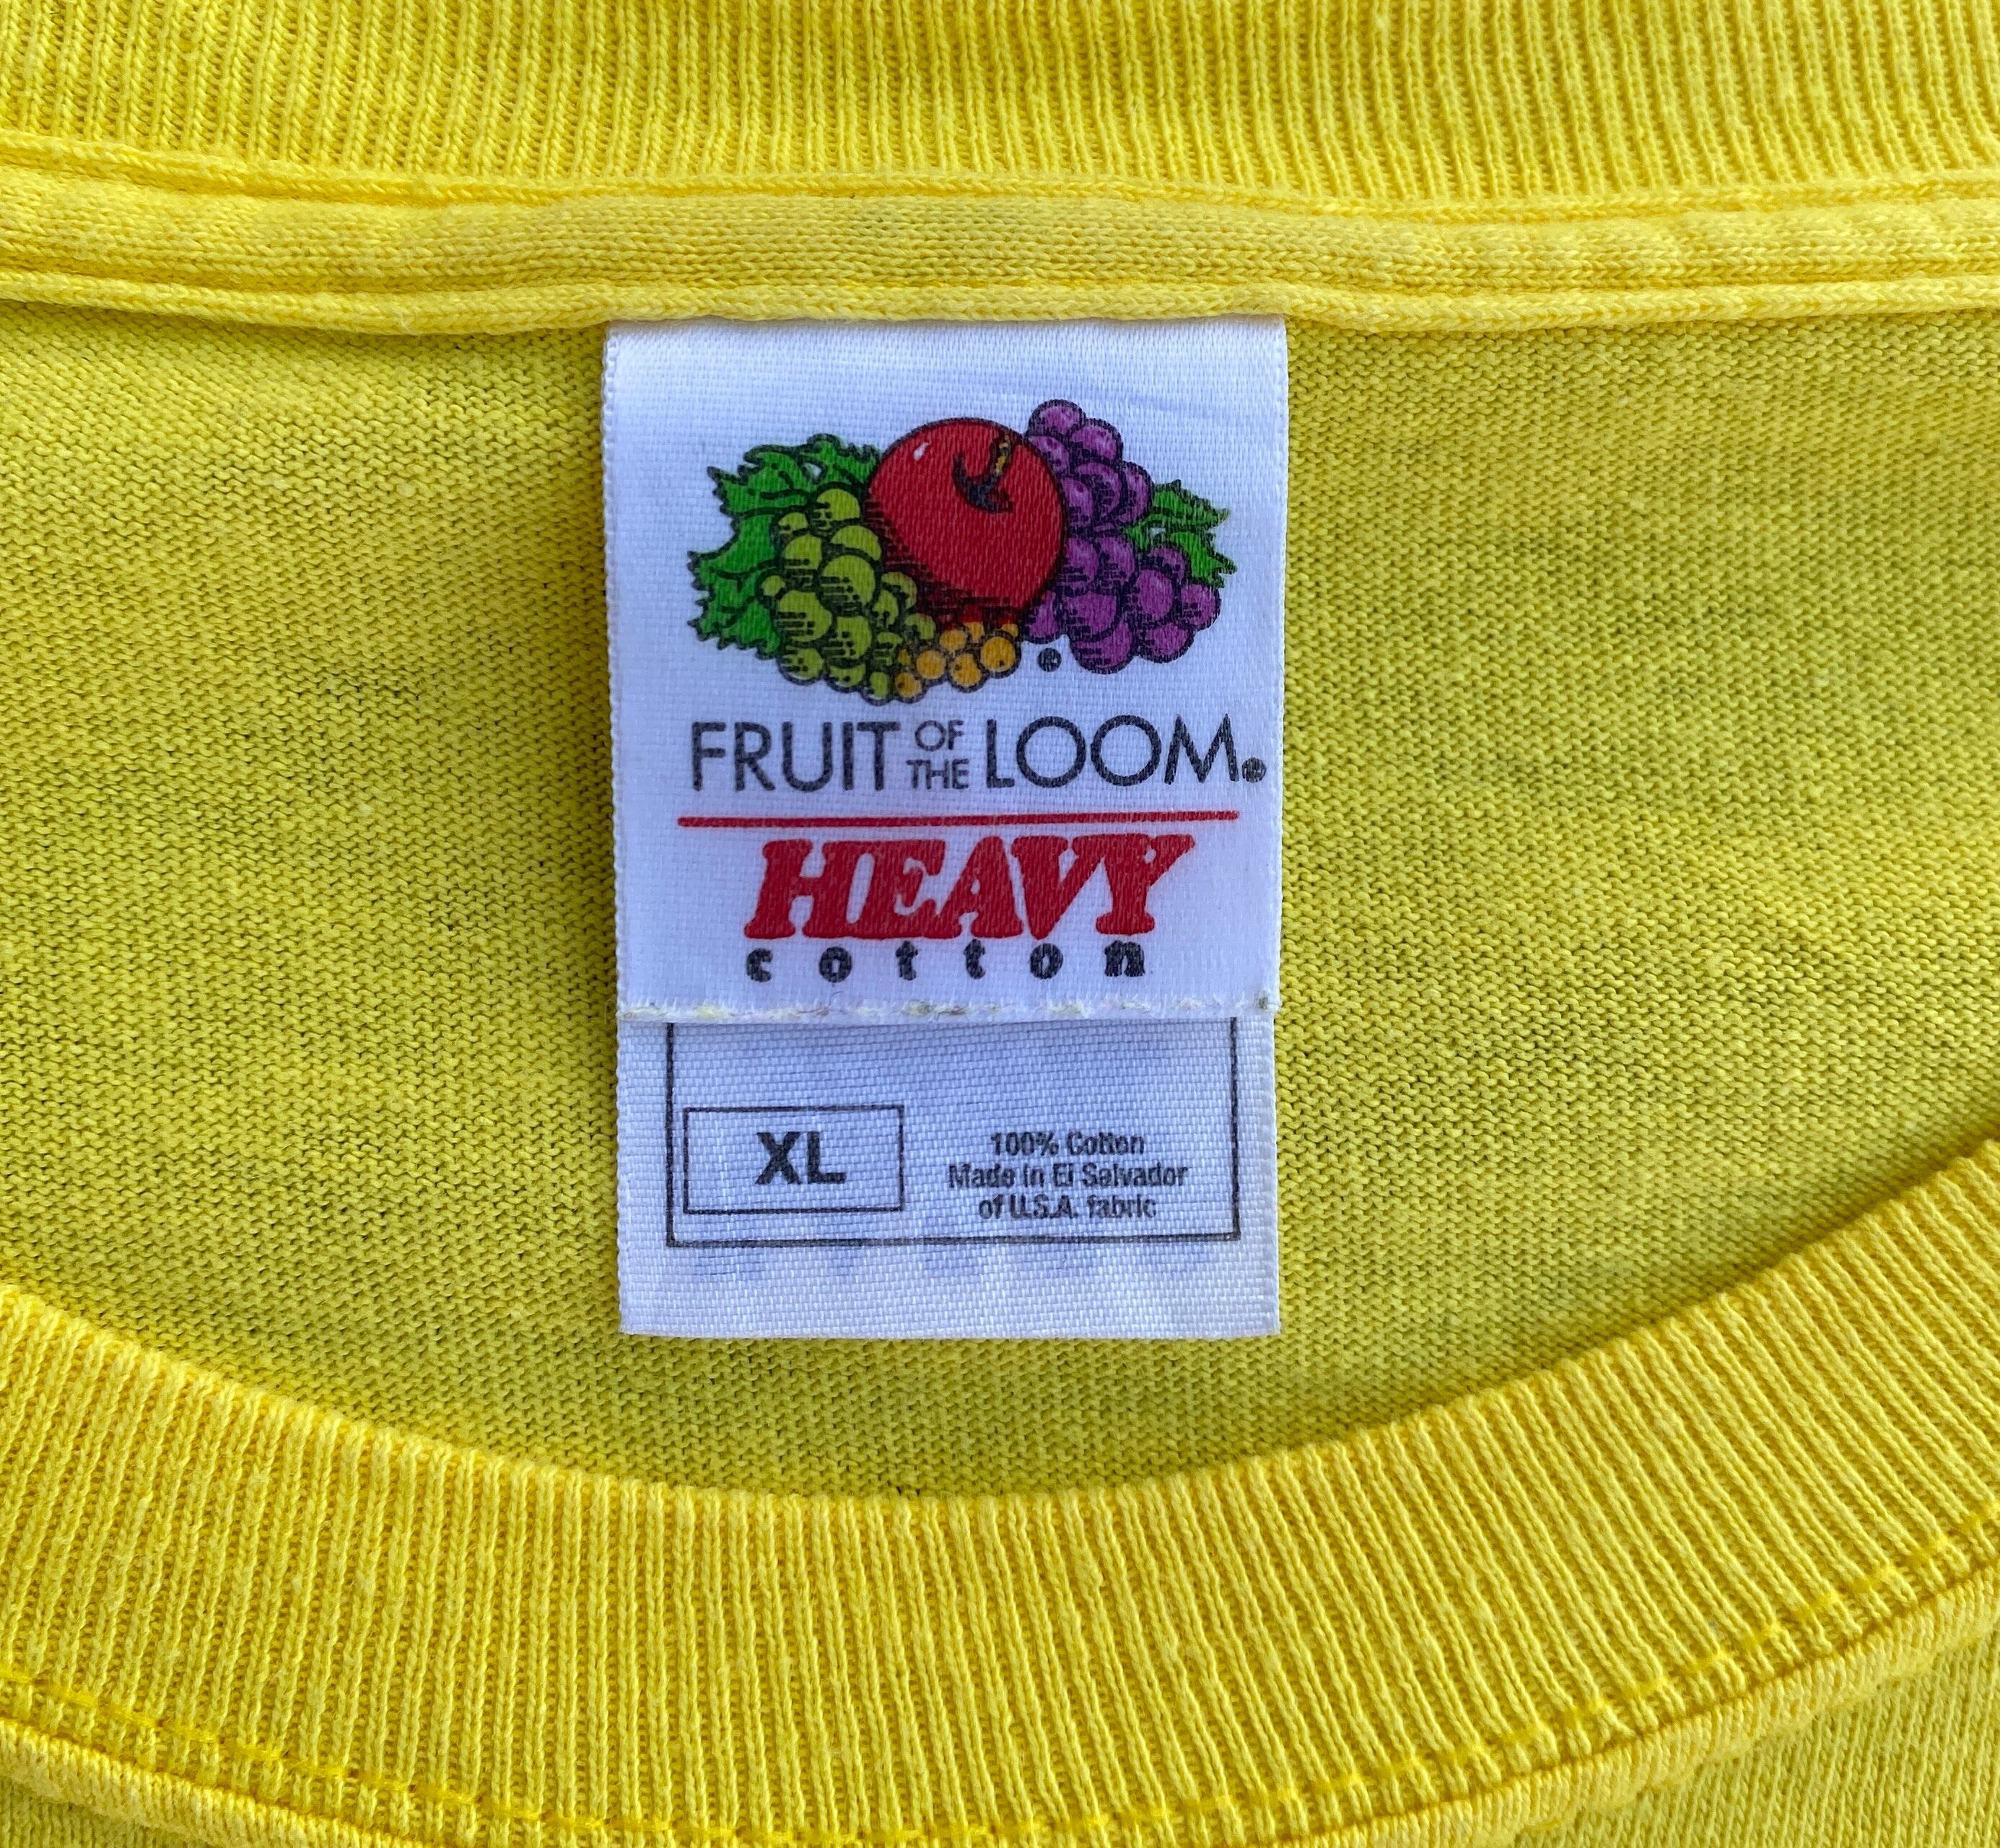 FRUIT OF THE LOOM®
HEAVY
cotton
XL
100% Cotton
Made in El Salvador
of U.S.A. fabric